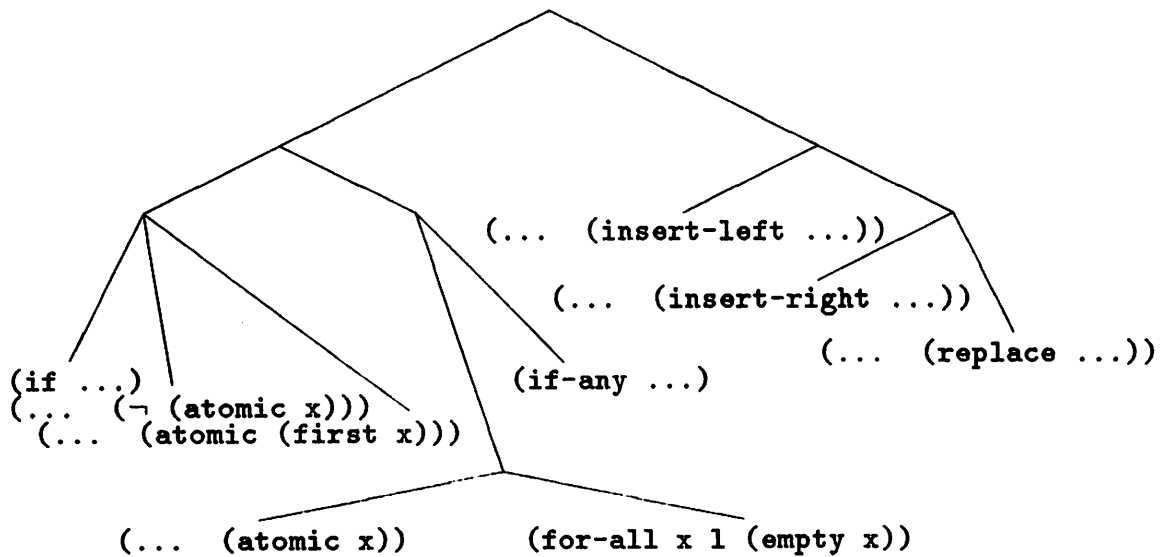 (... (insert-left ...))
(... (insert-right ...))
(... (replace ...))
(if ...)
(if-any ...)
(... (¬ (atomic x)))
(... (atomic (first x)))
(... (atomic x))
(for-all x l (empty x))